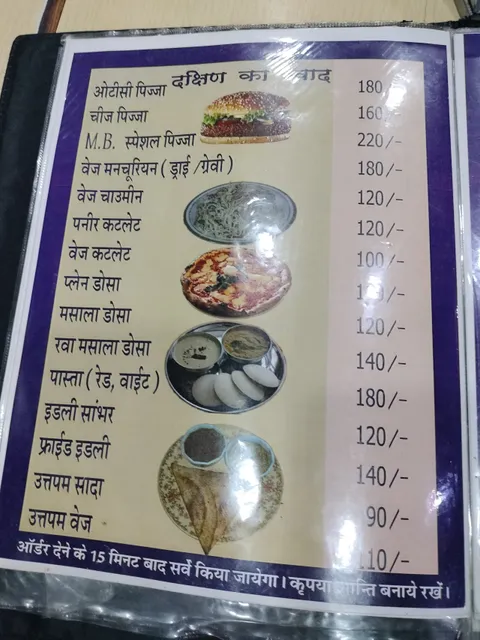 दक्षिण का स्वाद
ओटीसी पिज्जा 180
चीज पिज्जा 160
M.B. स्पेशल पिज्जा 220/-
वेज मनचूरियन ( ड्राई /ग्रेवी ) 180/-
वेज चाउमीन 120/-
पनीर कटलेट 120/-
वेज कटलेट 100/-
प्लेन डोसा
मसाला डोसा 120/-
रवा मसाला डोसा 140/-
पास्ता ( रेड, वाईट ) 180/-
इडली सांभर 120/-
फ्राईड इडली 140/-
उत्तपम सादा 90/-
उत्तपम वेज 110/-
ऑर्डर देने के 15 मिनट बाद सर्वे किया जायेगा। कृपया शान्ति बनाये रखें।